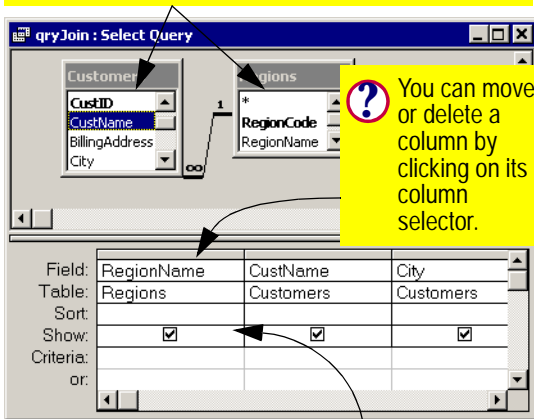 qryJoin : Select Query
Customers
CustID
CustName
BillingAddress
City
1
∞
Regions
*
RegionCode
RegionName
? You can move
or delete a
column by
clicking on its
column
selector.
Field: RegionName CustName City
Table: Regions Customers Customers
Sort:
Show:
Criteria:
or: